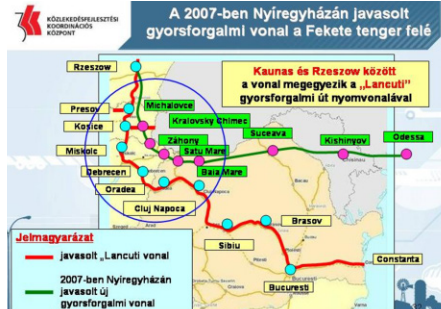 KÖZLEKEDÉSFEJLESZTÉSI
KOORDINÁCIÓS
KÖZPONT
A 2007-ben Nyíregyházán javasolt
gyorsforgalmi vonal a Fekete tenger felé
Kaunas és Rzeszow között
a vonal megegyezik a „Lancuti”
gyorsforgalmi út nyomvonalával
Rzeszow
Presov
Michalovce
Kosice
Kralovsky Chlmec
Miskolc
Záhony
Suceava
Kishinyov
Odessa
Satu Mare
Debrecen
Baia Mare
Oradea
Cluj Napoca
Brasov
Sibiu
Constanta
Bucuresti
Jelmagyarázat
javasolt „Lancuti vonal
2007-ben Nyíregyházán
javasolt új
gyorsforgalmi vonal